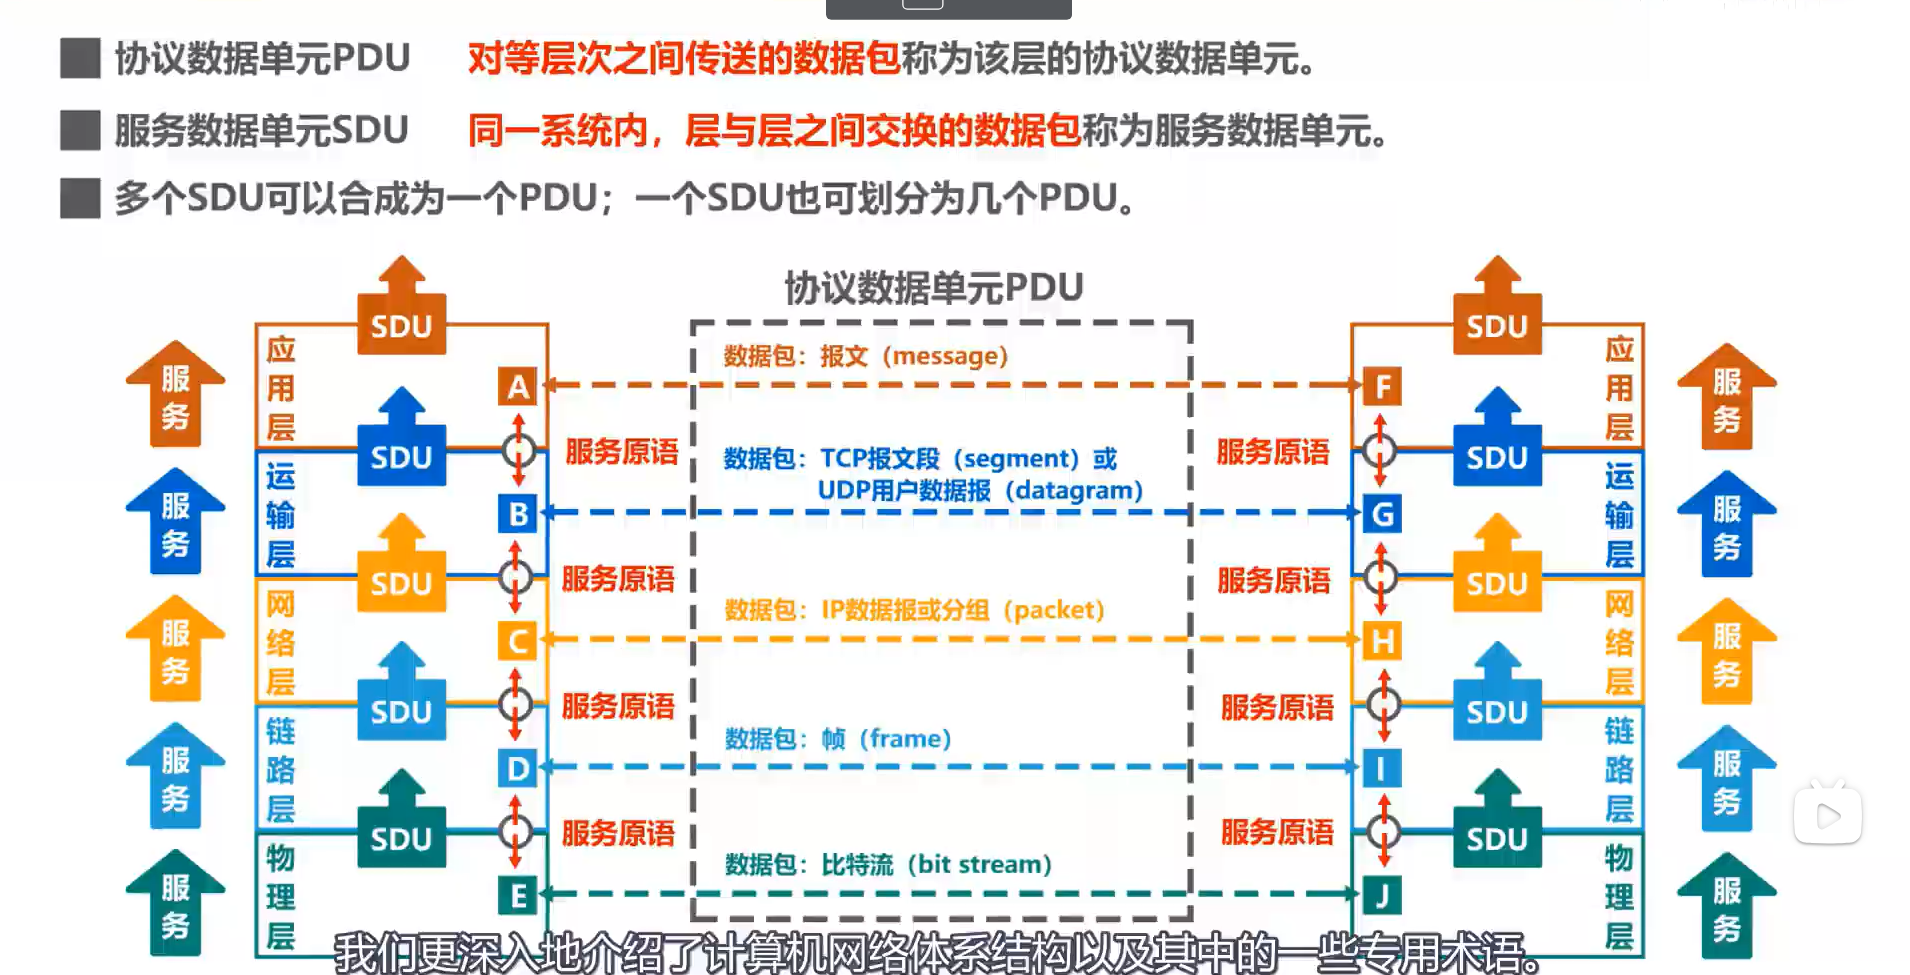 协议数据单元PDU 对等层次之间传送的数据包称为该层的协议数据单元。
服务数据单元SDU 同一系统内，层与层之间交换的数据包称为服务数据单元。
多个SDU可以合成为一个PDU；一个SDU也可划分为几个PDU。
协议数据单元PDU
SDU
SDU
服务
应用层
A
数据包：报文（message）
F
应用层
服务
服务原语
服务原语
SDU
SDU
服务
运输层
B
数据包：TCP报文段（segment）或
UDP用户数据报（datagram）
G
运输层
服务
服务原语
服务原语
SDU
SDU
服务
网络层
C
数据包：IP数据报或分组（packet）
H
网络层
服务
服务原语
服务原语
SDU
SDU
服务
链路层
D
数据包：帧（frame）
I
链路层
服务
服务原语
服务原语
SDU
SDU
服务
物理层
E
数据包：比特流（bit stream）
J
物理层
服务
我们更深入地介绍了计算机网络体系结构以及其中的一些专用术语。